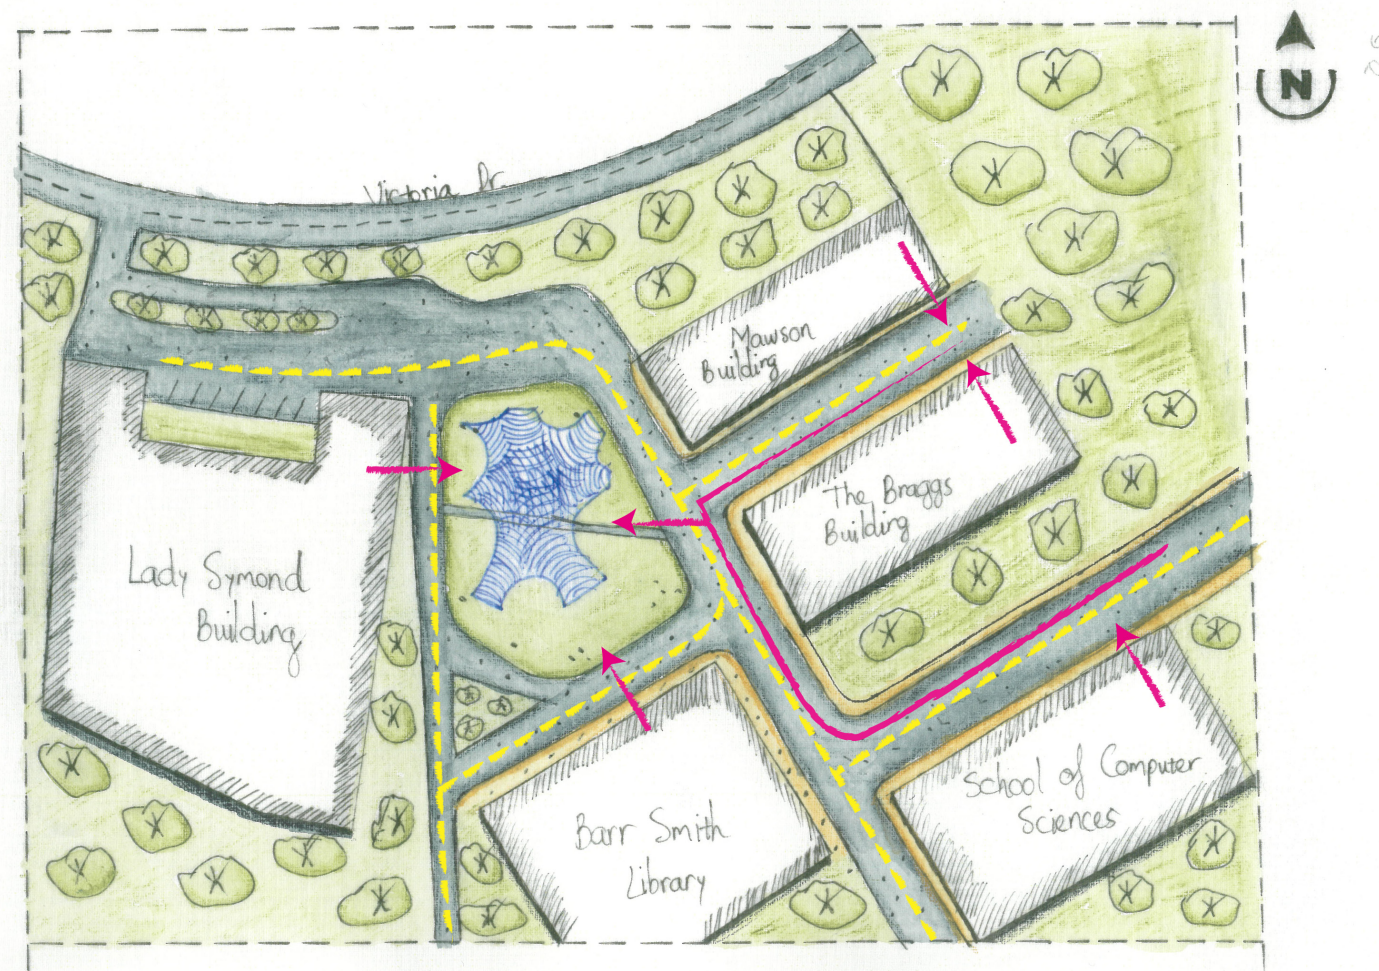 Victoria Dr.
N
Mawson
Building
The Braggs
Building
Lady Symond
Building
School of Computer
Sciences
Barr Smith
Library